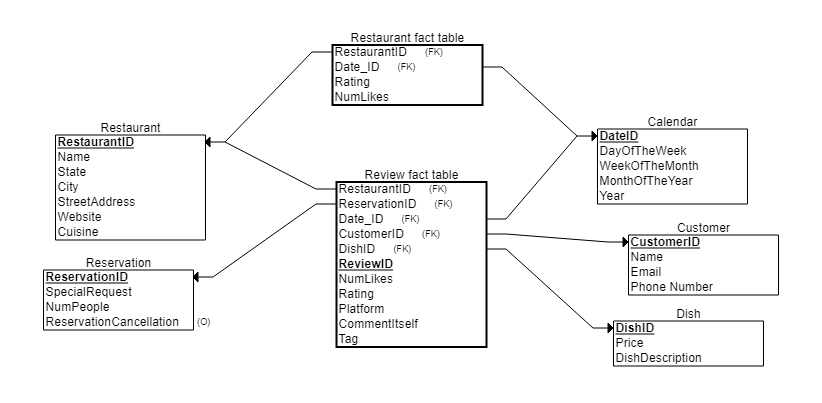 Restaurant fact table
RestaurantID (FK)
Date_ID (FK)
Rating
NumLikes
Restaurant
RestaurantID
Name
State
City
StreetAddress
Website
Cuisine
Calendar
DateID
DayOfTheWeek
WeekOfTheMonth
MonthOfTheYear
Year
Review fact table
RestaurantID (FK)
ReservationID (FK)
Date_ID (FK)
CustomerID (FK)
DishID (FK)
ReviewID
NumLikes
Rating
Platform
CommentItself
Tag
Customer
CustomerID
Name
Email
Phone Number
Reservation
ReservationID
SpecialRequest
NumPeople
ReservationCancellation (O)
Dish
DishID
Price
DishDescription